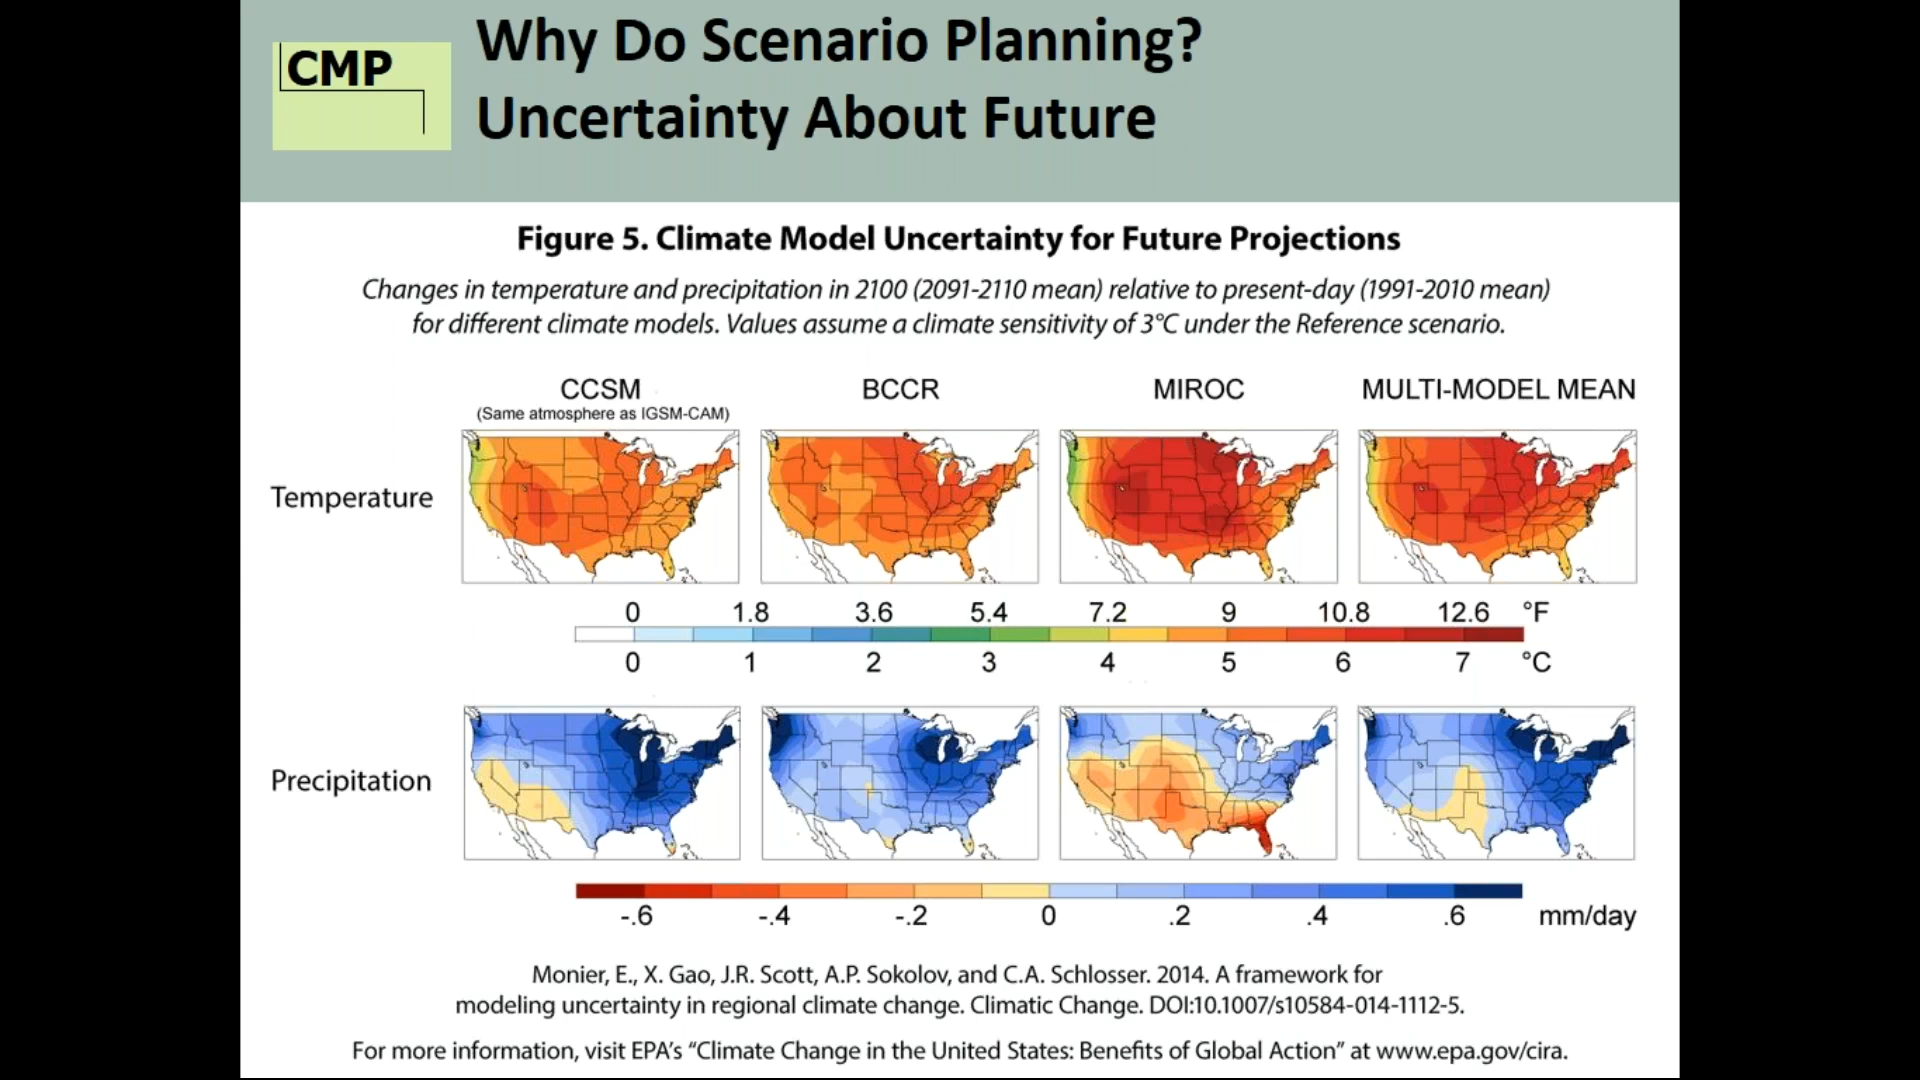 CMP
Why Do Scenario Planning?
Uncertainty About Future
Figure 5. Climate Model Uncertainty for Future Projections
Changes in temperature and precipitation in 2100 (2091-2110 mean) relative to present-day (1991-2010 mean)
for different climate models. Values assume a climate sensitivity of 3°C under the Reference scenario.
CCSM BCCR MIROC MULTI-MODEL MEAN
(Same atmosphere as IGSM-CAM)
Temperature
0 1.8 3.6 5.4 7.2 9 10.8 12.6 °F
0 1 2 3 4 5 6 7 °C
Precipitation
-.6 -.4 -.2 0 .2 .4 .6 mm/day
Monier, E., X. Gao, J.R. Scott, A.P. Sokolov, and C.A. Schlosser. 2014. A framework for
modeling uncertainty in regional climate change. Climatic Change. DOI:10.1007/s10584-014-1112-5.
For more information, visit EPA's “Climate Change in the United States: Benefits of Global Action” at www.epa.gov/cira.